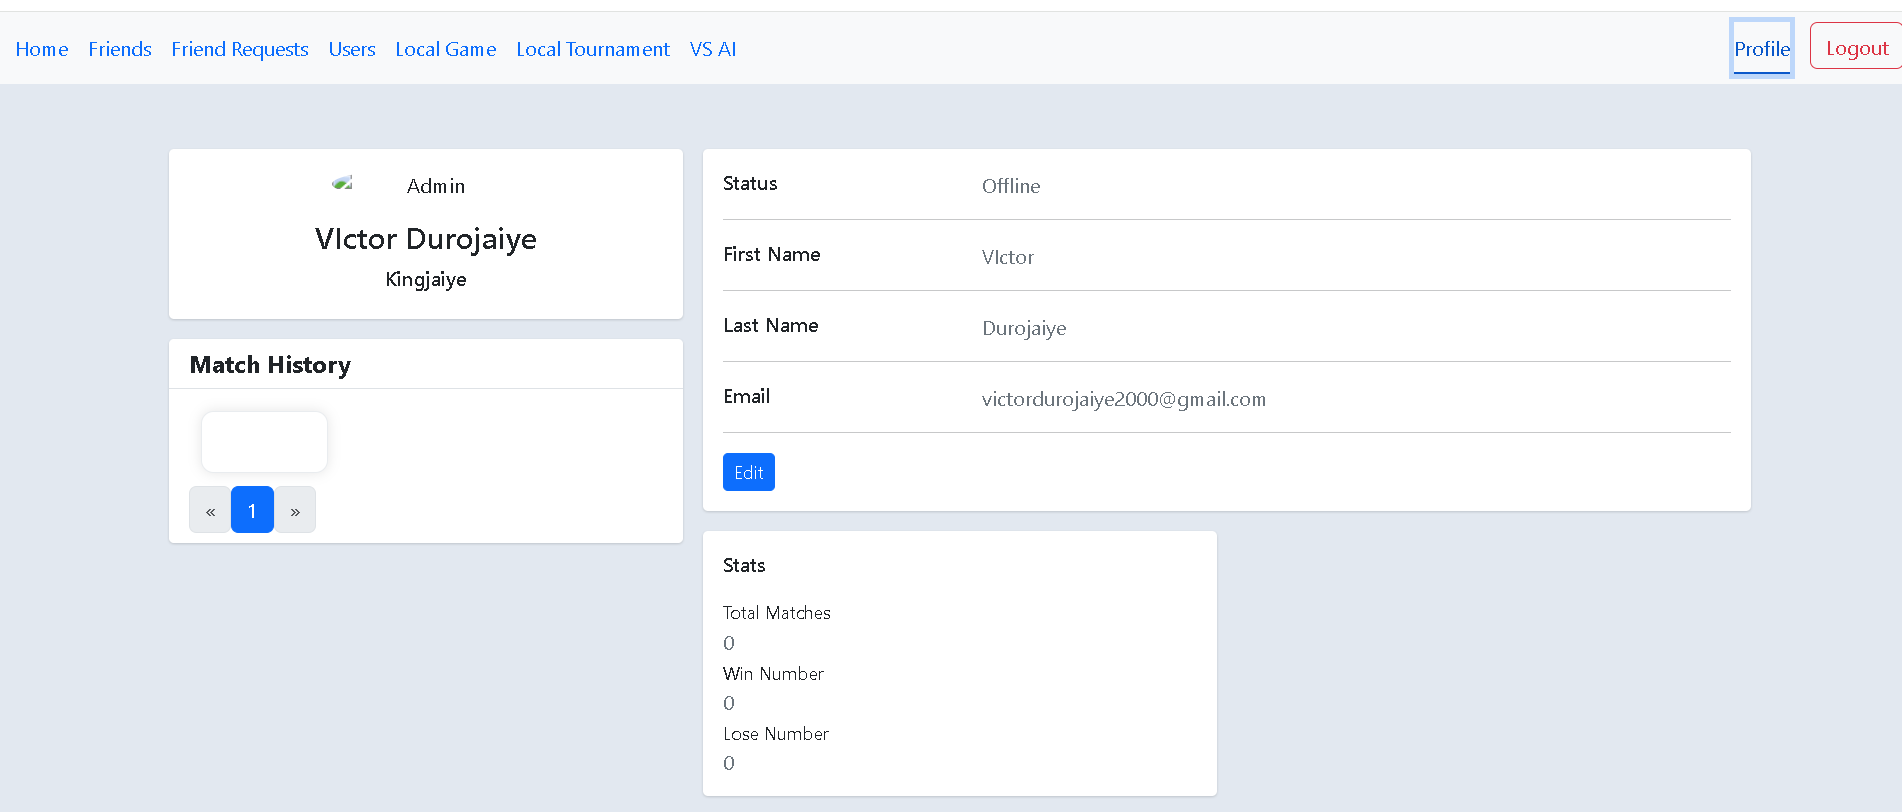 Home Friends Friend Requests Users Local Game Local Tournament VS AI Profile Logout
Admin
VIctor Durojaiye
Kingjaiye
Match History
« 1 »
Status Offline
First Name VIctor
Last Name Durojaiye
Email victordurojaiye2000@gmail.com
Edit
Stats
Total Matches
0
Win Number
0
Lose Number
0